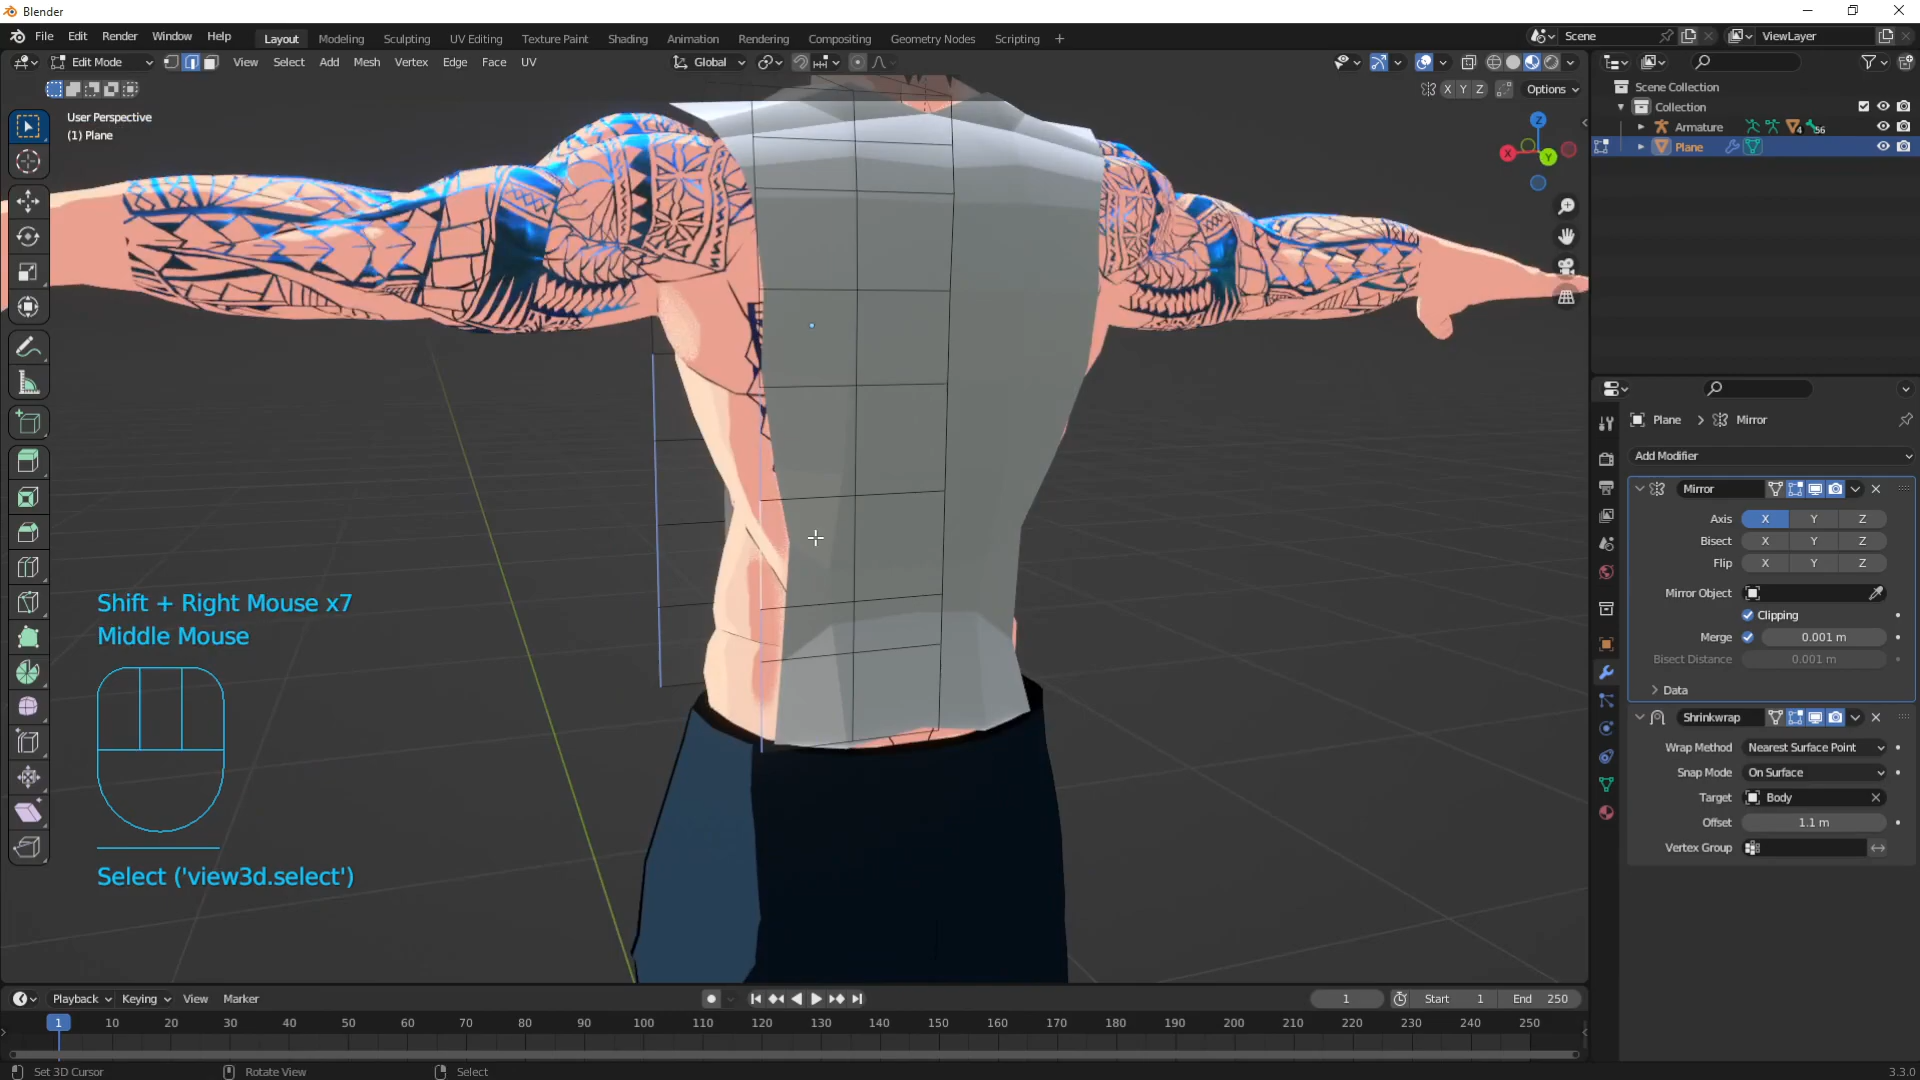 Blender
File Edit Render Window Help
Layout Modeling Sculpting UV Editing Texture Paint Shading Animation Rendering Compositing Geometry Nodes Scripting +
Scene
ViewLayer
Edit Mode View Select Add Mesh Vertex Edge Face UV
Global
X Y Z Options
User Perspective
(1) Plane
Z
X
Y
Scene Collection
Collection
Armature 4 56
Plane
Plane > Mirror
Add Modifier
Mirror
Axis X Y Z
Bisect X Y Z
Flip X Y Z
Mirror Object
Clipping
Merge 0.001 m
Bisect Distance 0.001 m
Data
Shrinkwrap
Wrap Method Nearest Surface Point
Snap Mode On Surface
Target Body
Offset 1.1 m
Vertex Group
Shift + Right Mouse x7
Middle Mouse
Select ('view3d.select')
Playback Keying View Marker
1 Start 1 End 250
1 10 20 30 40 50 60 70 80 90 100 110 120 130 140 150 160 170 180 190 200 210 220 230 240 250
Set 3D Cursor Rotate View Select
3.3.0